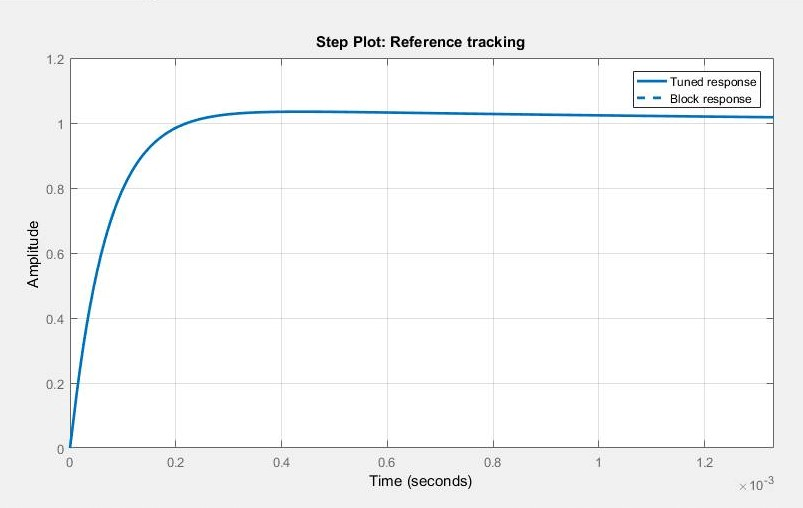 Step Plot: Reference tracking
Tuned response
Block response
Amplitude
1.2
1
0.8
0.6
0.4
0.2
0
0 0.2 0.4 0.6 0.8 1 1.2
Time (seconds)
×10⁻³